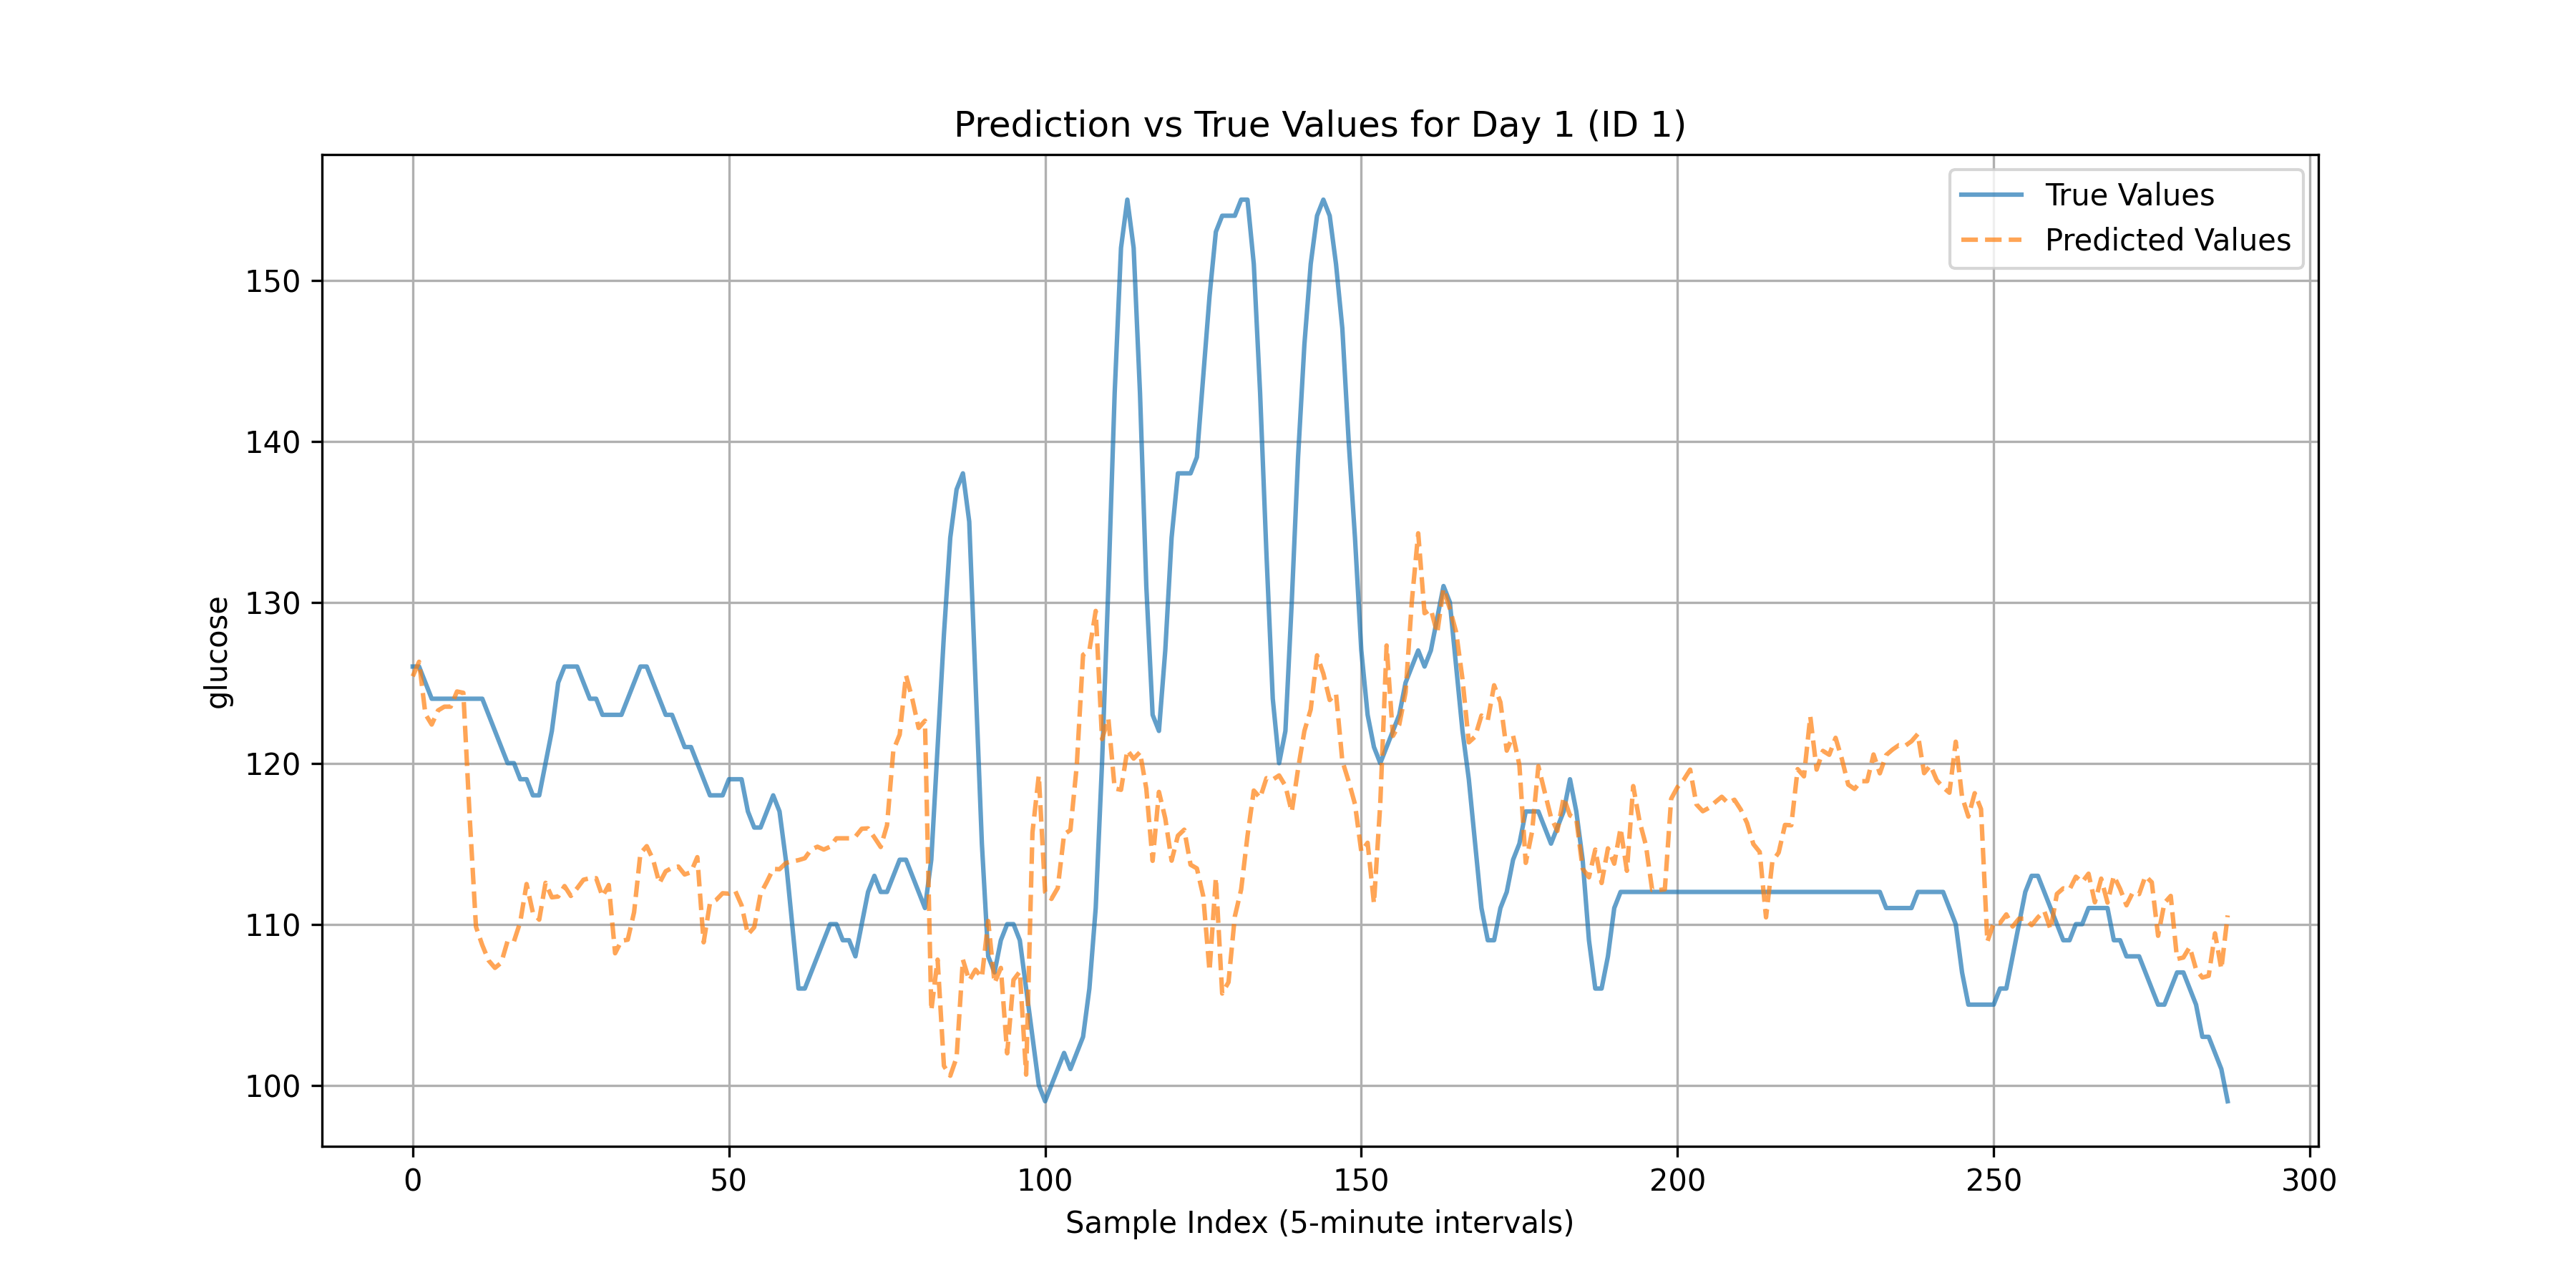 Prediction vs True Values for Day 1 (ID 1)
True Values
Predicted Values
150
140
130
120
110
100
glucose
0 50 100 150 200 250 300
Sample Index (5-minute intervals)